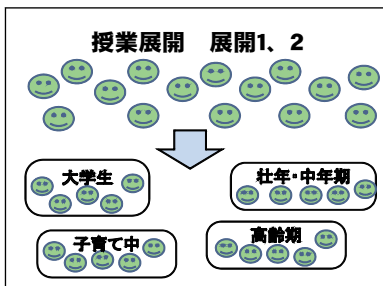 授業展開　展開1、2
大学生
壮年・中年期
子育て中
高齢期